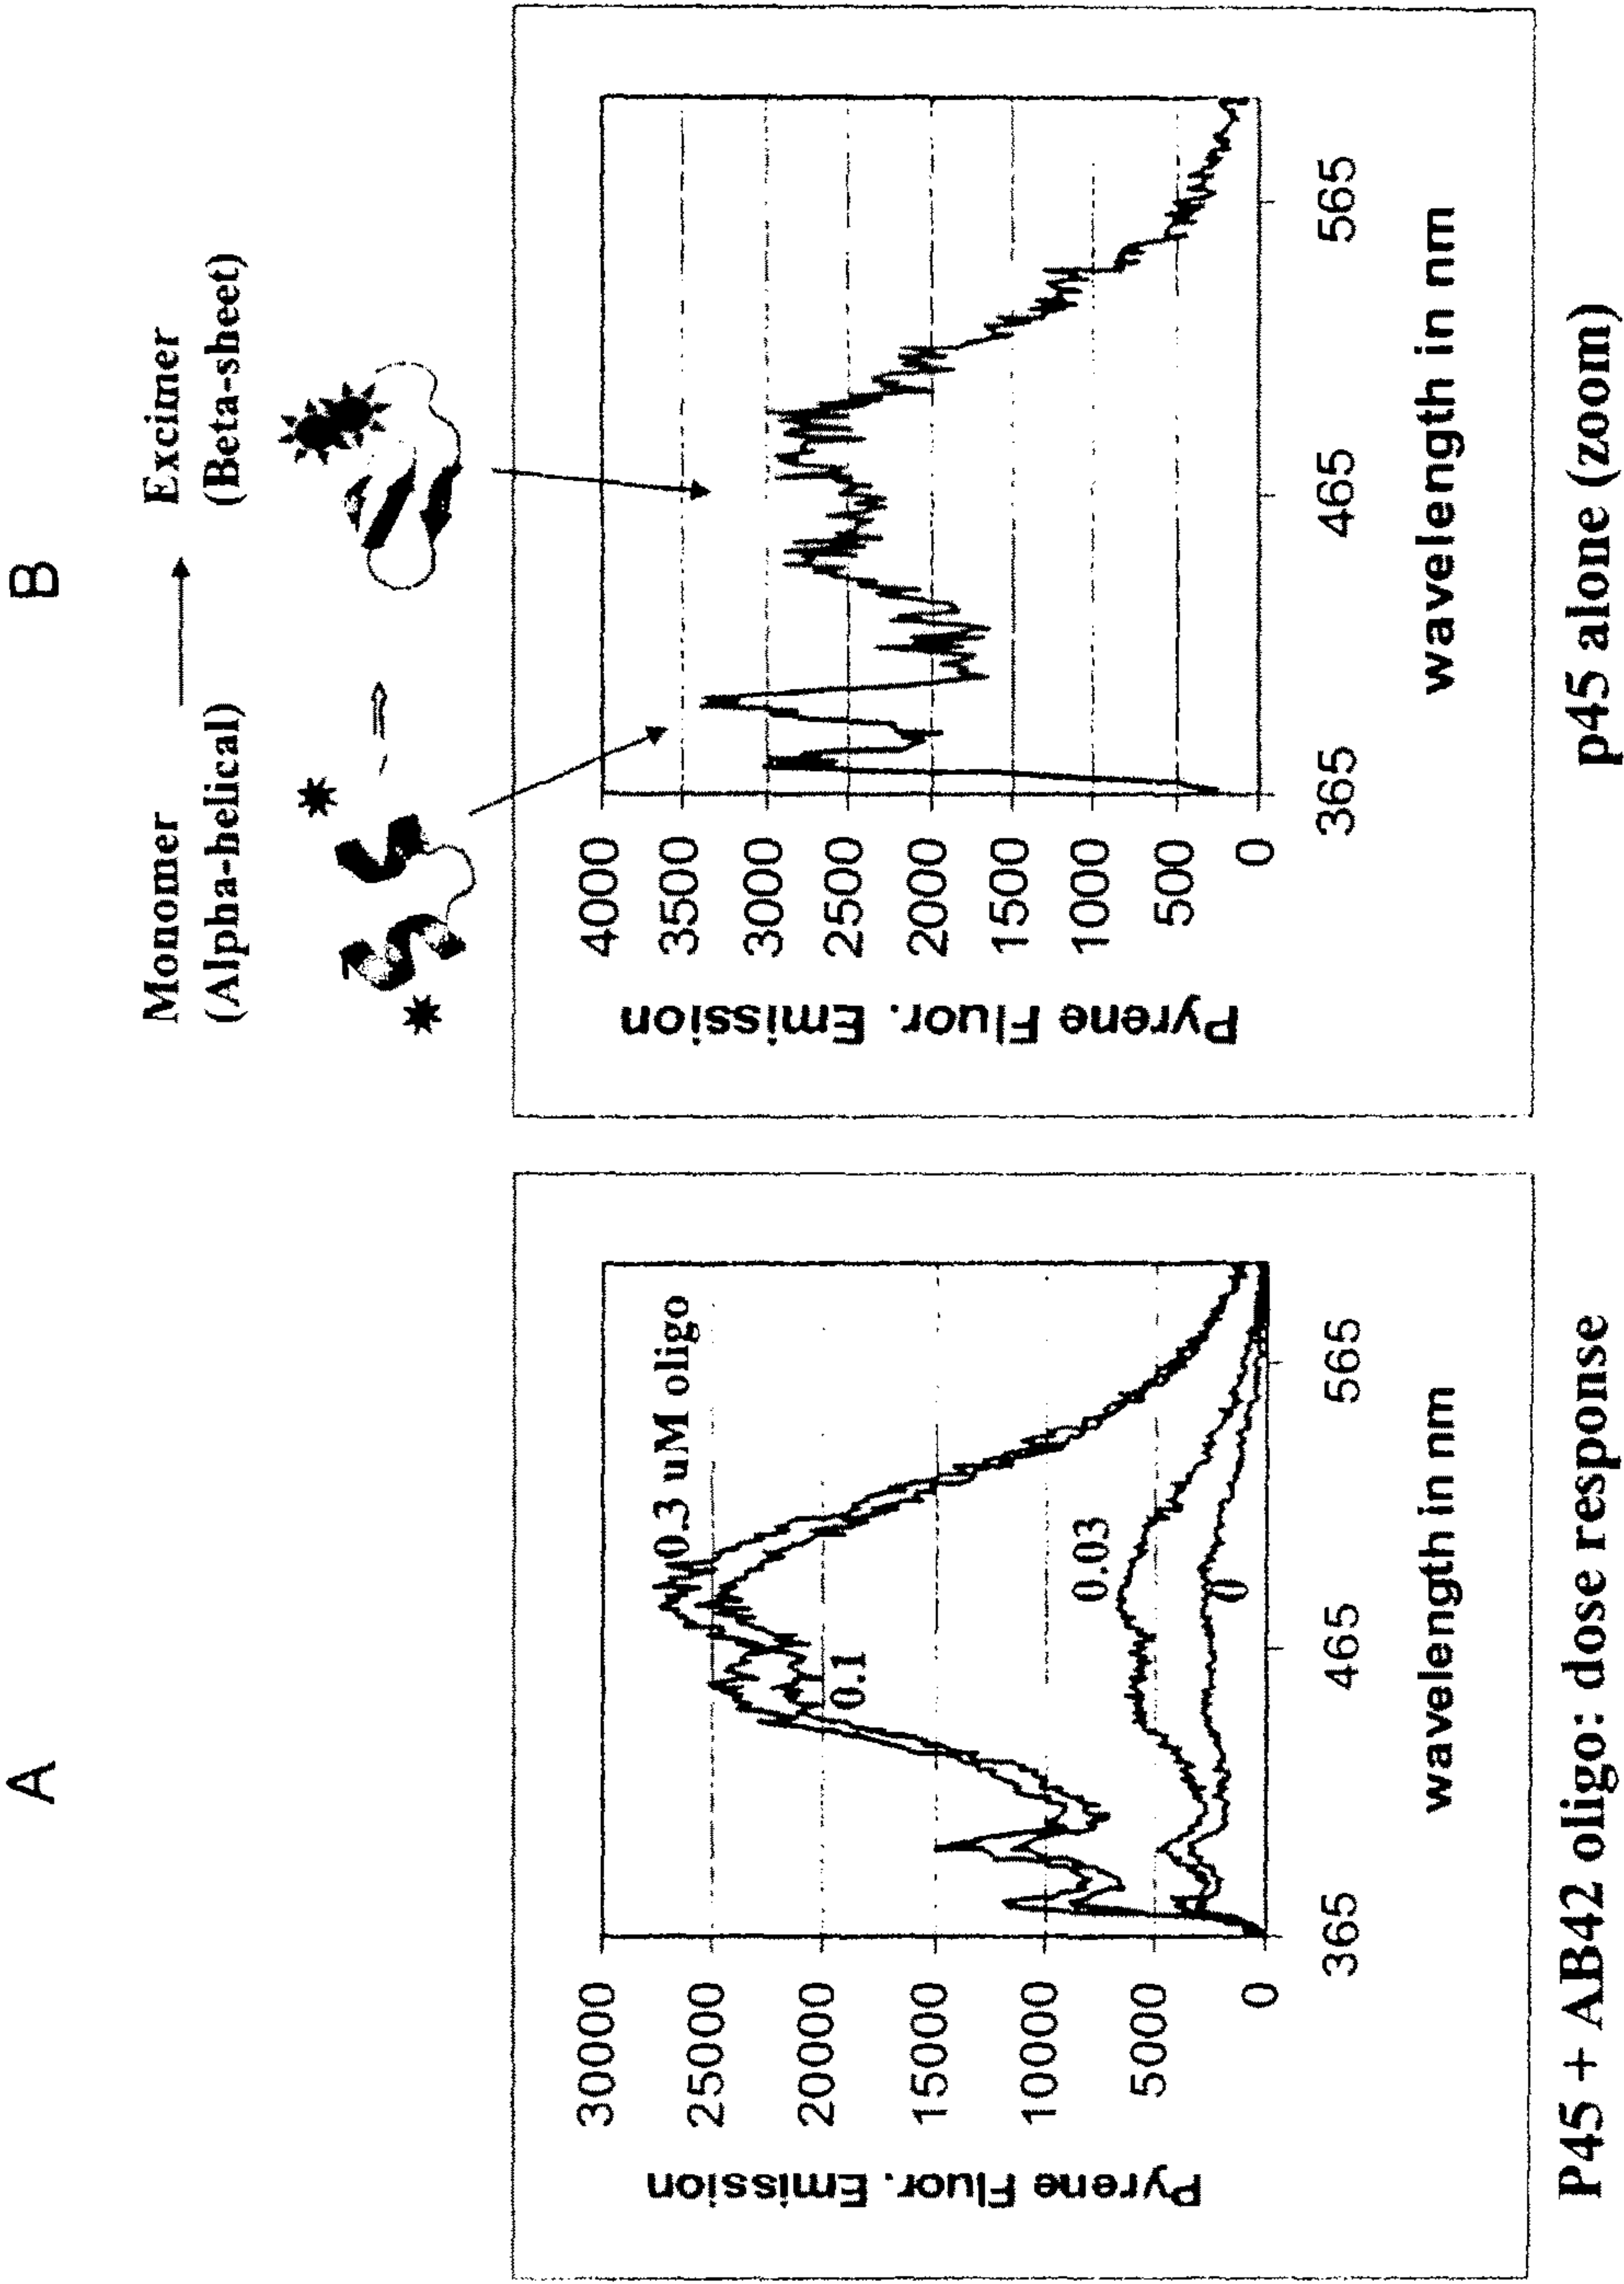 A
30000
25000
20000
15000
10000
5000
0
Pyrene Fluor. Emission
0.3 uM oligo
0.1
0.03
0
365
465
565
wavelength in nm
P45 + AB42 oligo: dose response
B
Monomer
(Alpha-helical)
Excimer
(Beta-sheet)
4000
3500
3000
2500
2000
1500
1000
500
0
Pyrene Fluor. Emission
365
465
565
wavelength in nm
p45 alone (zoom)